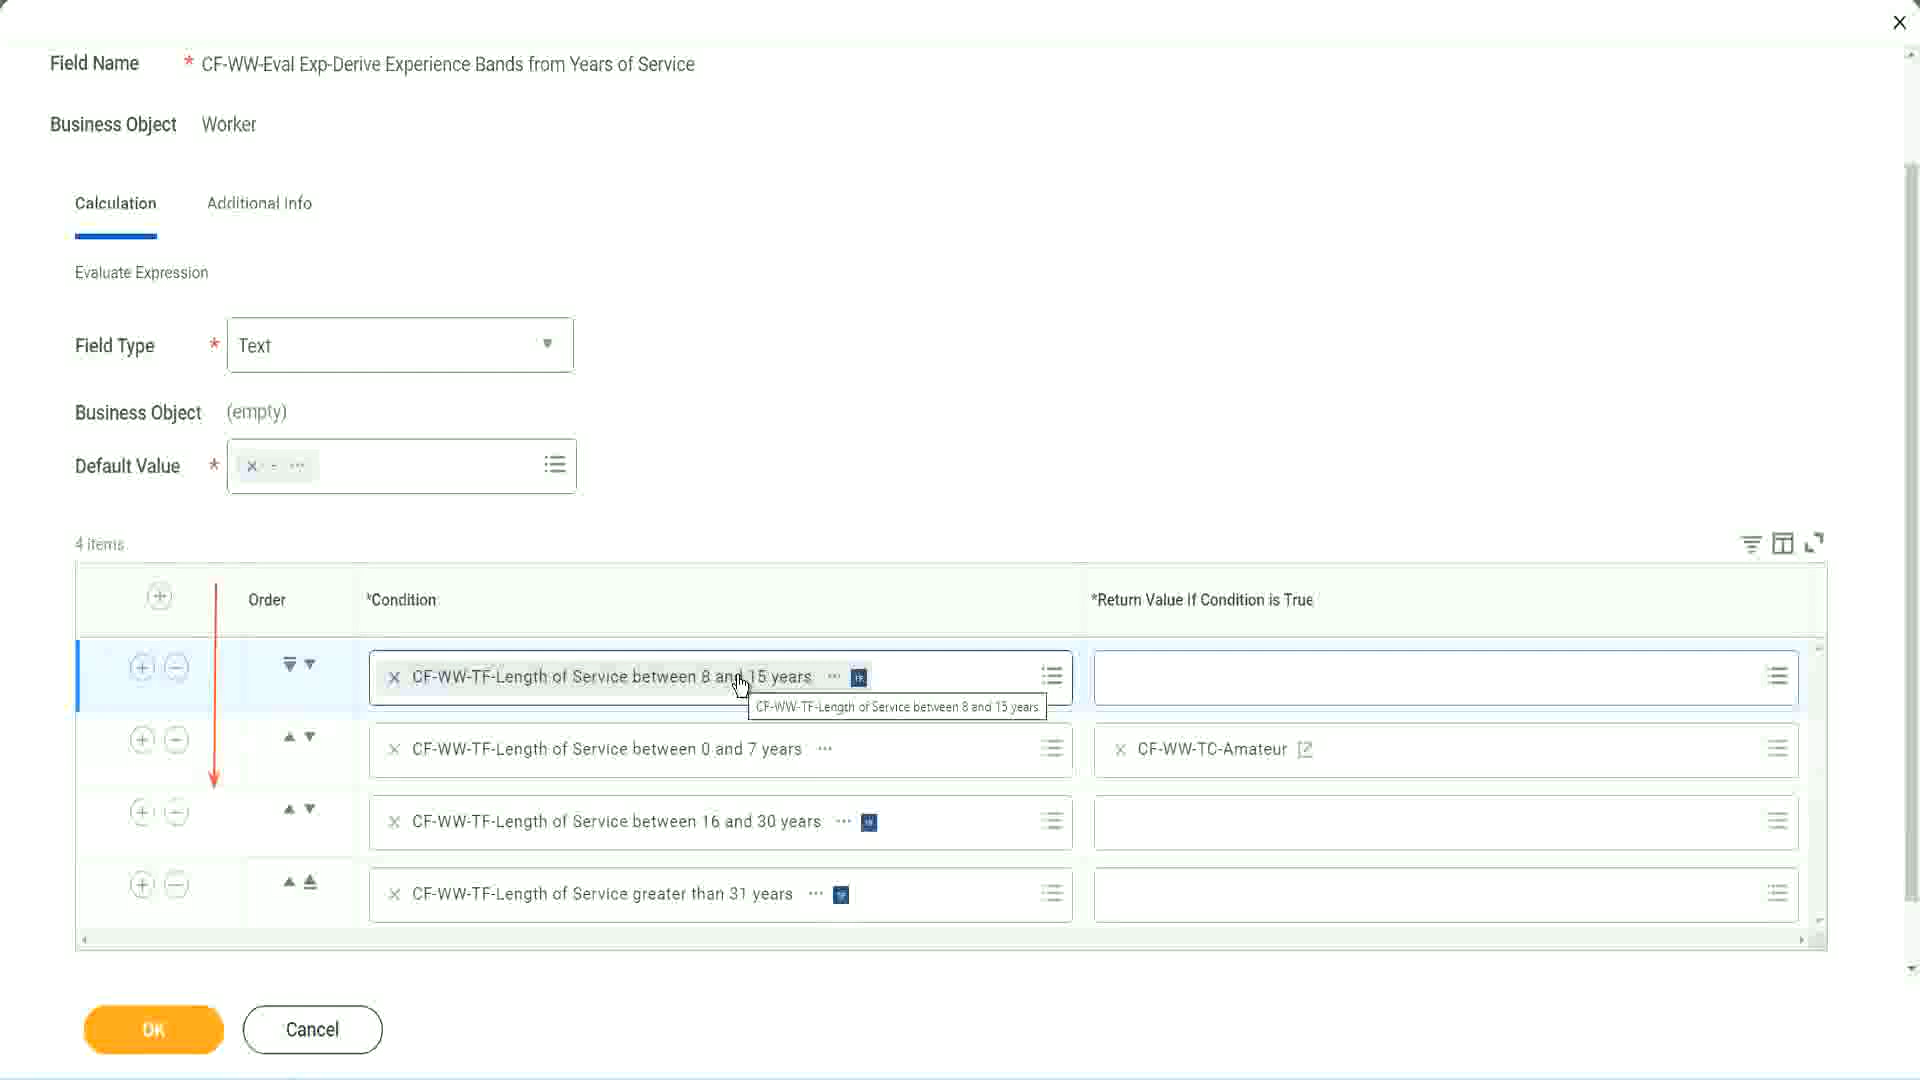 Field Name * CF-WW-Eval Exp-Derive Experience Bands from Years of Service
Business Object Worker
Calculation Additional Info
Evaluate Expression
Field Type * Text
Business Object (empty)
Default Value * × - ...
4 items
Order *Condition *Return Value If Condition is True
CF-WW-TF-Length of Service between 8 and 15 years ...
CF-WW-TF-Length of Service between 8 and 15 years
CF-WW-TF-Length of Service between 0 and 7 years ... CF-WW-TC-Amateur
CF-WW-TF-Length of Service between 16 and 30 years ...
CF-WW-TF-Length of Service greater than 31 years ...
OK Cancel